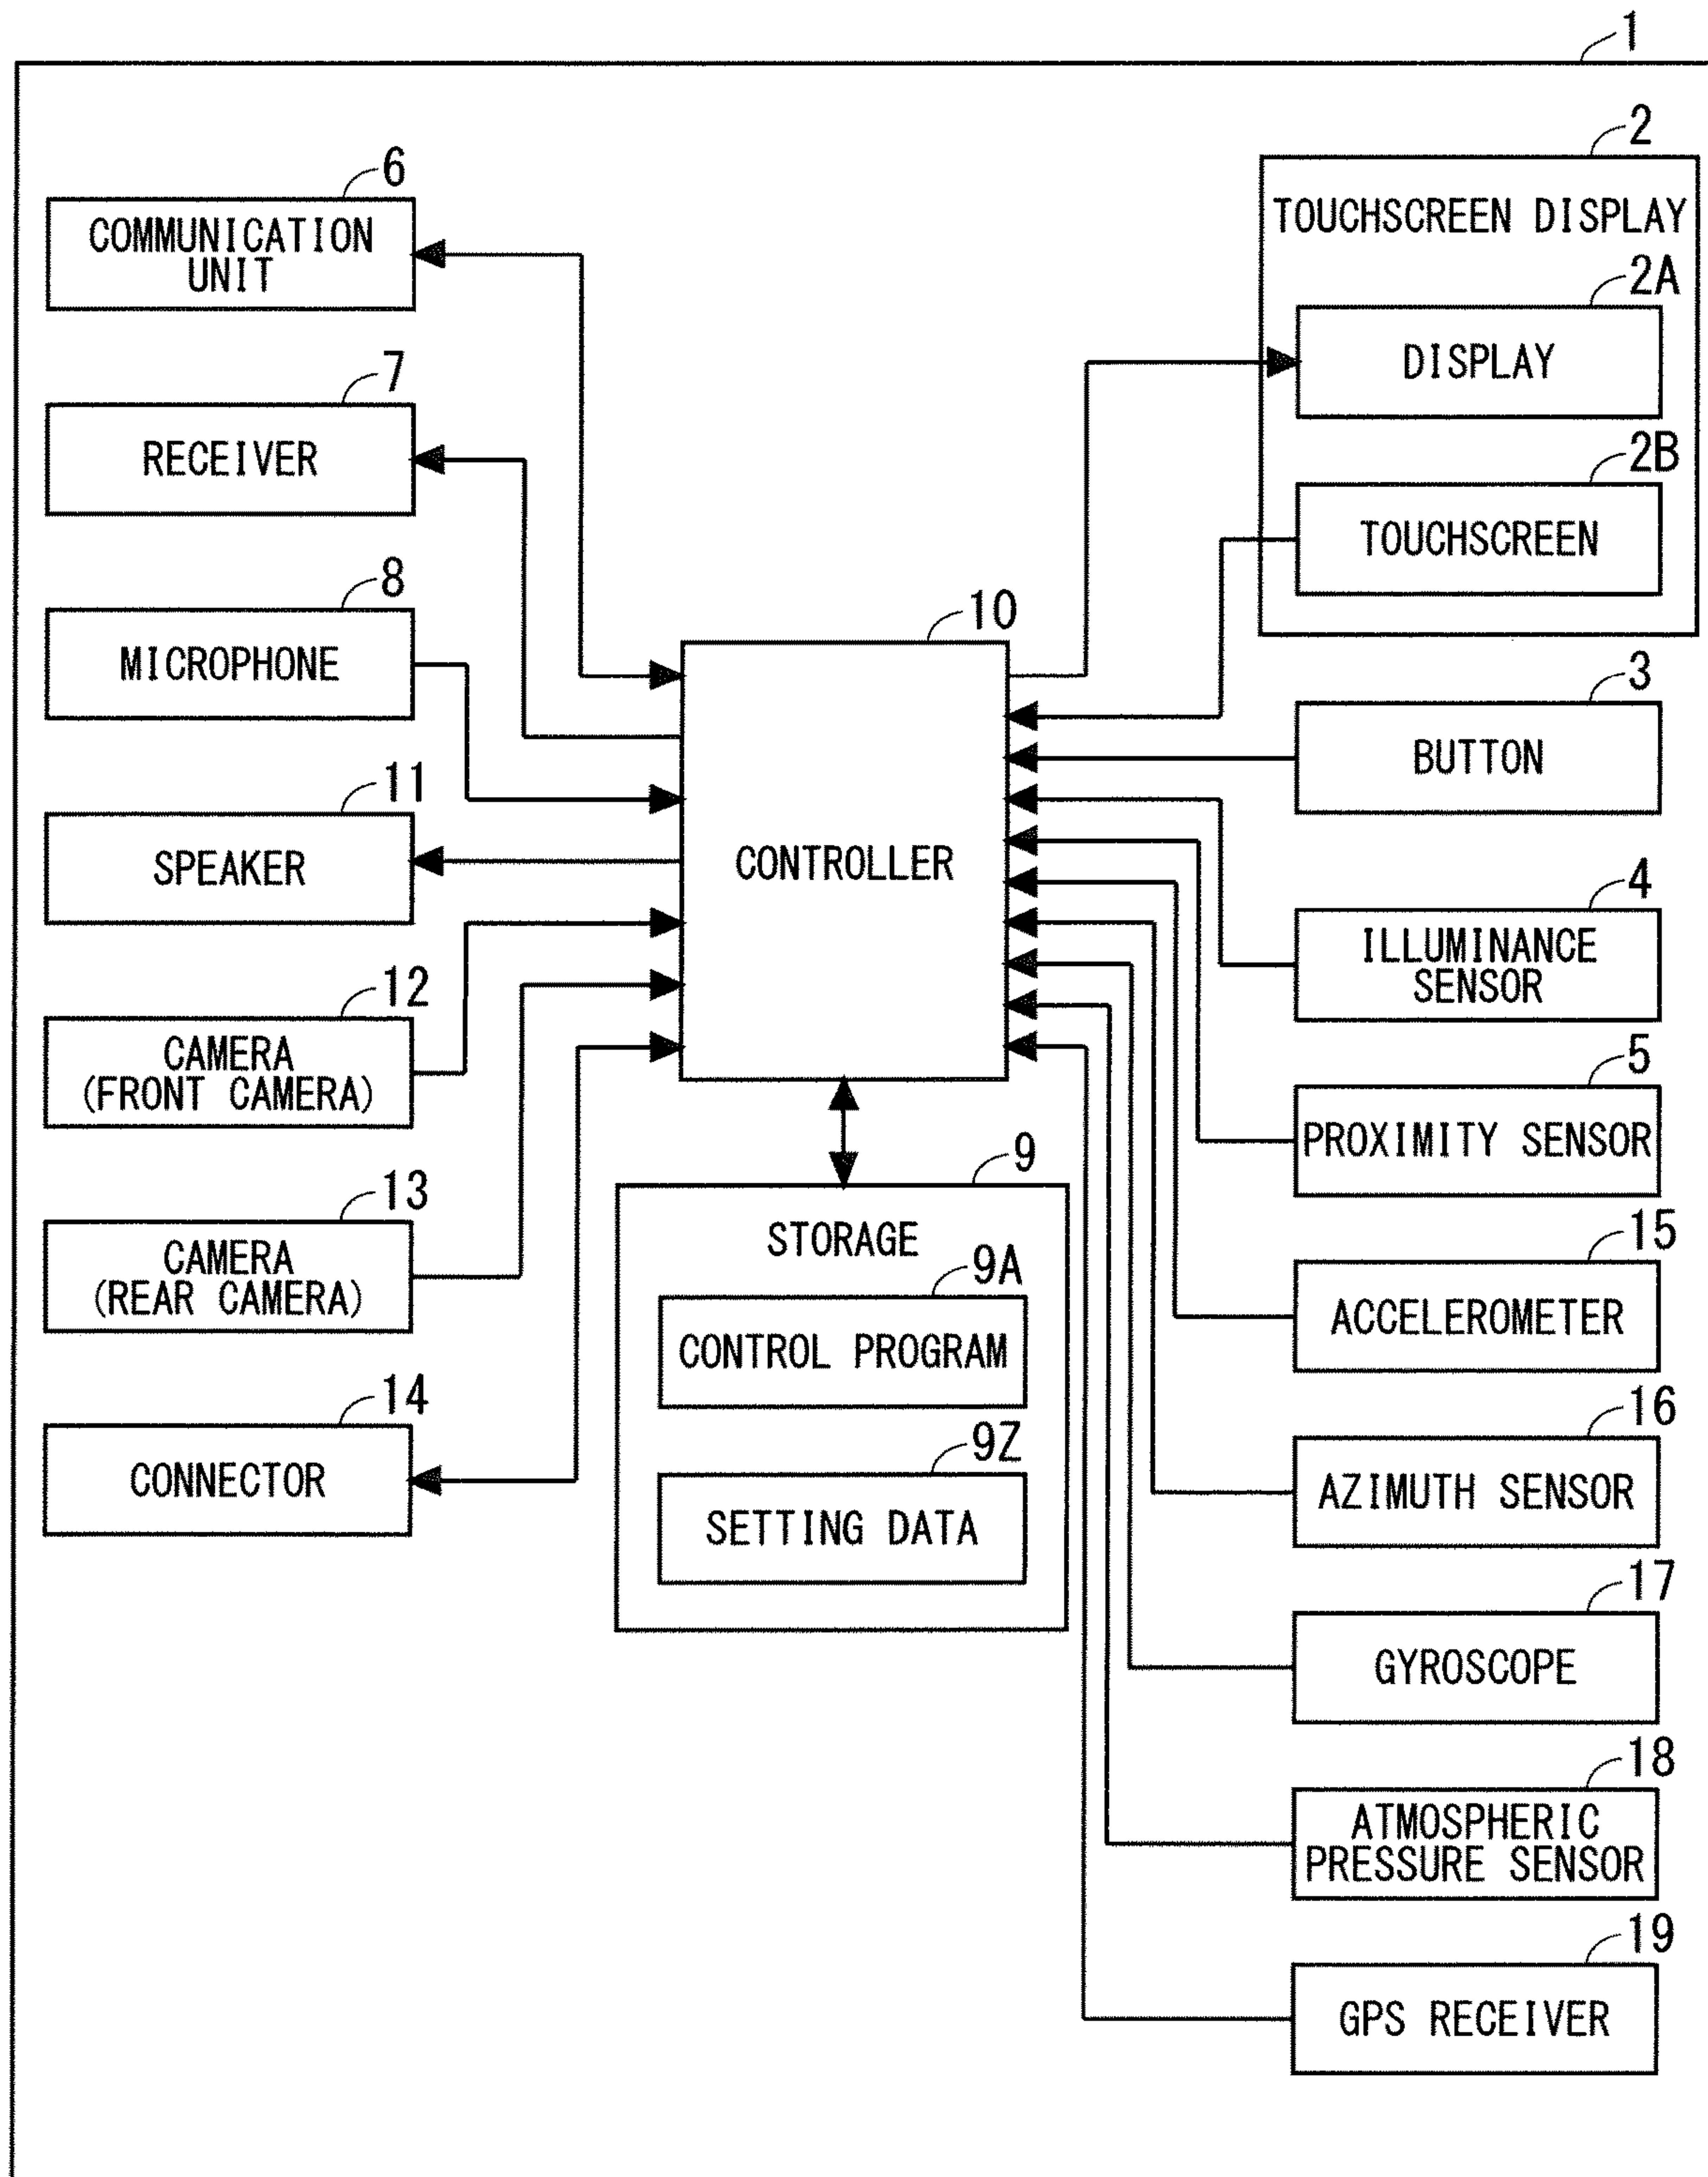 1
6
COMMUNICATION
UNIT
7
RECEIVER
8
MICROPHONE
11
SPEAKER
12
CAMERA
(FRONT CAMERA)
13
CAMERA
(REAR CAMERA)
14
CONNECTOR
10
CONTROLLER
9
STORAGE
9A
CONTROL PROGRAM
9Z
SETTING DATA
2
TOUCHSCREEN DISPLAY
2A
DISPLAY
2B
TOUCHSCREEN
3
BUTTON
4
ILLUMINANCE
SENSOR
5
PROXIMITY SENSOR
15
ACCELEROMETER
16
AZIMUTH SENSOR
17
GYROSCOPE
18
ATMOSPHERIC
PRESSURE SENSOR
19
GPS RECEIVER